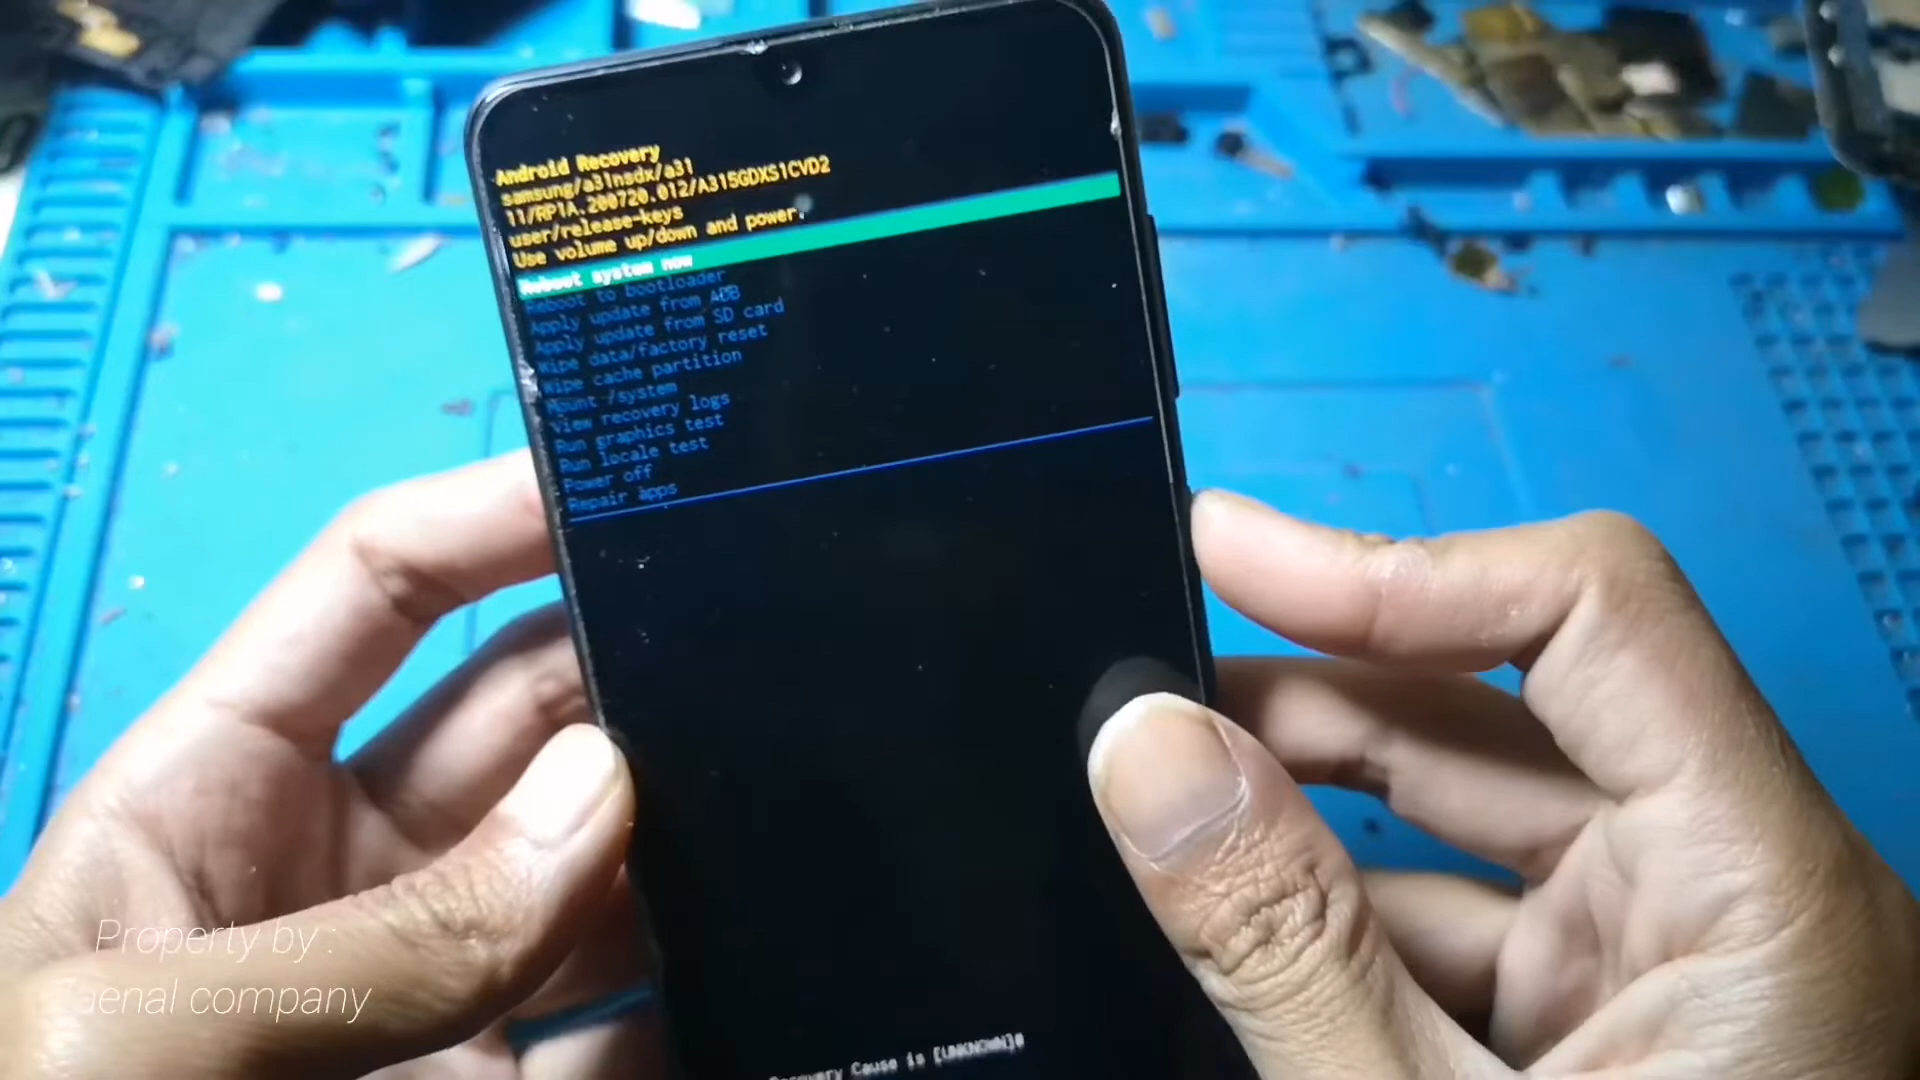 Android Recovery
samsung/a31nsdx/a31
11/RP1A.200720.012/A315GDXS1CVD2
user/release-keys
Use volume up/down and power.
Reboot system now
Reboot to bootloader
Apply update from ADB
Apply update from SD card
Wipe data/factory reset
Wipe cache partition
Mount /system
View recovery logs
Run graphics test
Run locale test
Power off
Repair apps
Recovery Cause is [UNKNOWN]#
Property by :
company